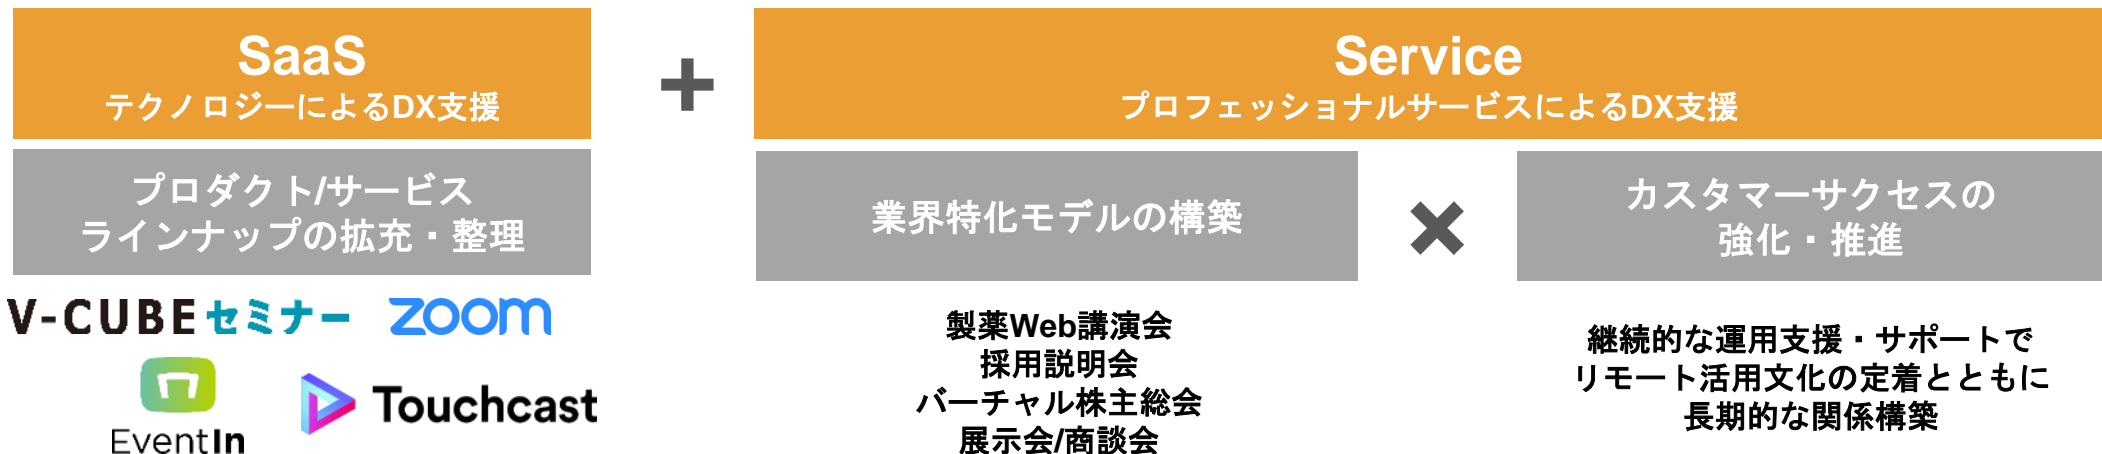 SaaS
テクノロジーによるDX支援
+
Service
プロフェッショナルサービスによるDX支援
プロダクト/サービス
ラインナップの拡充・整理
業界特化モデルの構築
×
カスタマーサクセスの
強化・推進
V-CUBE セミナー
zoom
EventIn
Touchcast
製薬Web講演会
採用説明会
バーチャル株主総会
展示会/商談会
継続的な運用支援・サポートで
リモート活用文化の定着とともに
長期的な関係構築